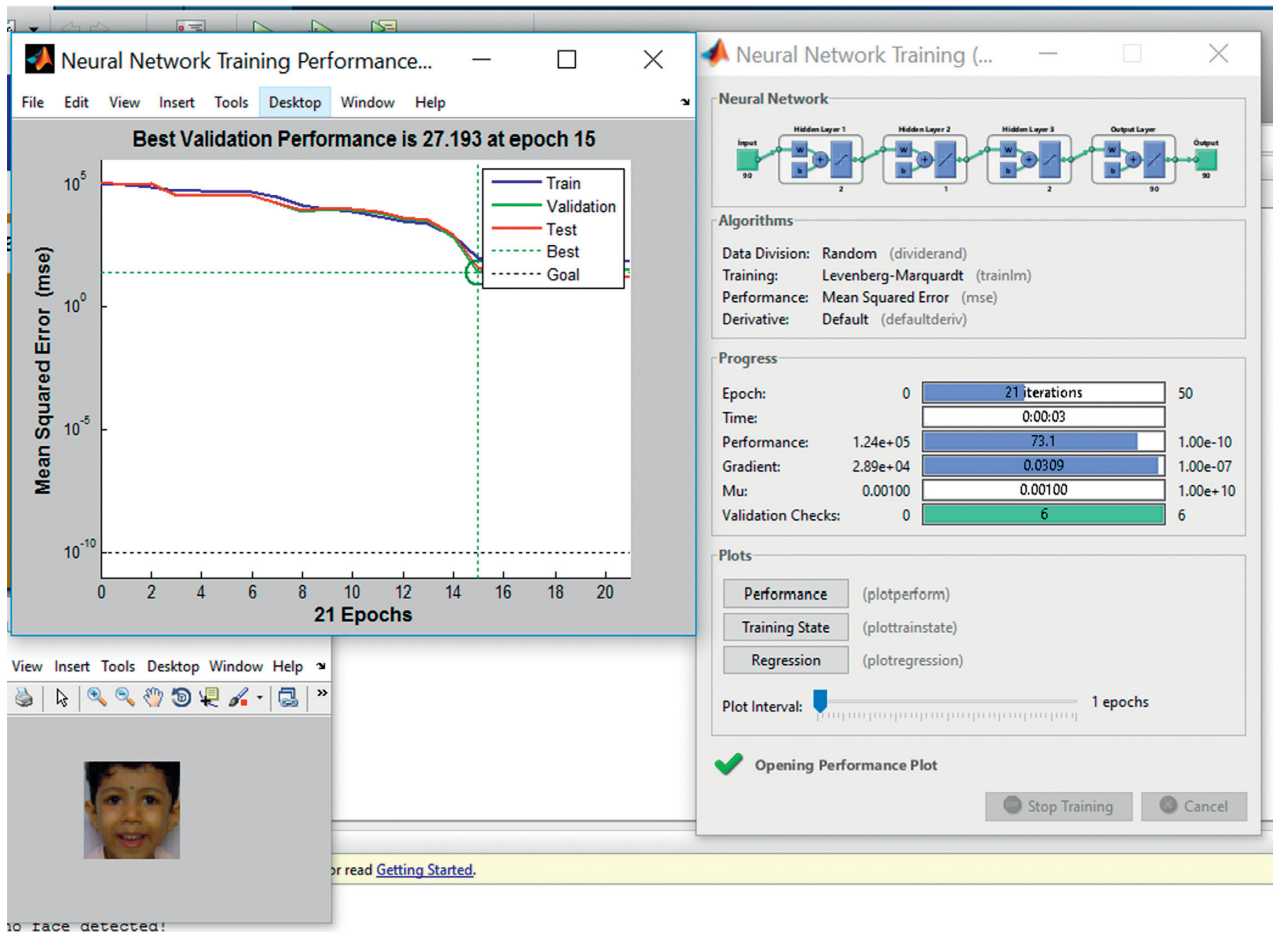 Neural Network Training Performance...
File Edit View Insert Tools Desktop Window Help
Best Validation Performance is 27.193 at epoch 15
Mean Squared Error (mse)
10^5
10^0
10^-5
10^-10
Train
Validation
Test
Best
Goal
0 2 4 6 8 10 12 14 16 18 20
21 Epochs
View Insert Tools Desktop Window Help
»
no face detected!
or read Getting Started.
Neural Network Training (...
Neural Network
Hidden Layer 1 Hidden Layer 2 Hidden Layer 3 Output Layer
Input Output
W W W W
+ + + +
b b b b
90 2 1 2 90 90
Algorithms
Data Division: Random (dividerand)
Training: Levenberg-Marquardt (trainlm)
Performance: Mean Squared Error (mse)
Derivative: Default (defaultderiv)
Progress
Epoch: 0 21 iterations 50
Time: 0:00:03
Performance: 1.24e+05 73.1 1.00e-10
Gradient: 2.89e+04 0.0309 1.00e-07
Mu: 0.00100 0.00100 1.00e+10
Validation Checks: 0 6 6
Plots
Performance (plotperform)
Training State (plottrainstate)
Regression (plotregression)
Plot Interval: 1 epochs
Opening Performance Plot
Stop Training Cancel